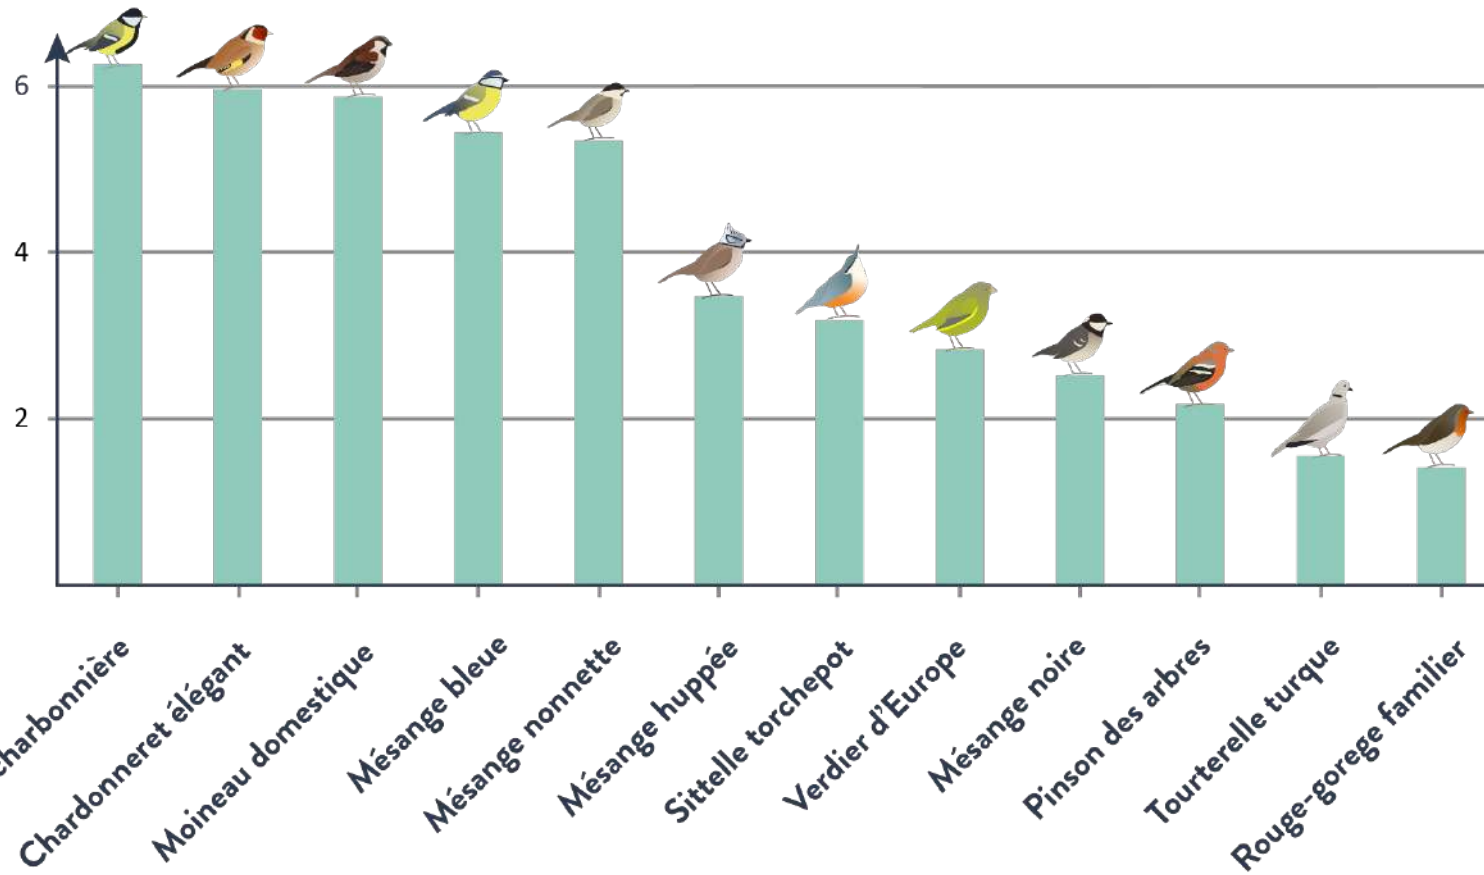 6
4
2
charbonnière
Chardonneret élégant
Moineau domestique
Mésange bleue
Mésange nonnette
Mésange huppée
Sittelle torchepot
Verdier d'Europe
Mésange noire
Pinson des arbres
Tourterelle turque
Rouge-gorege familier